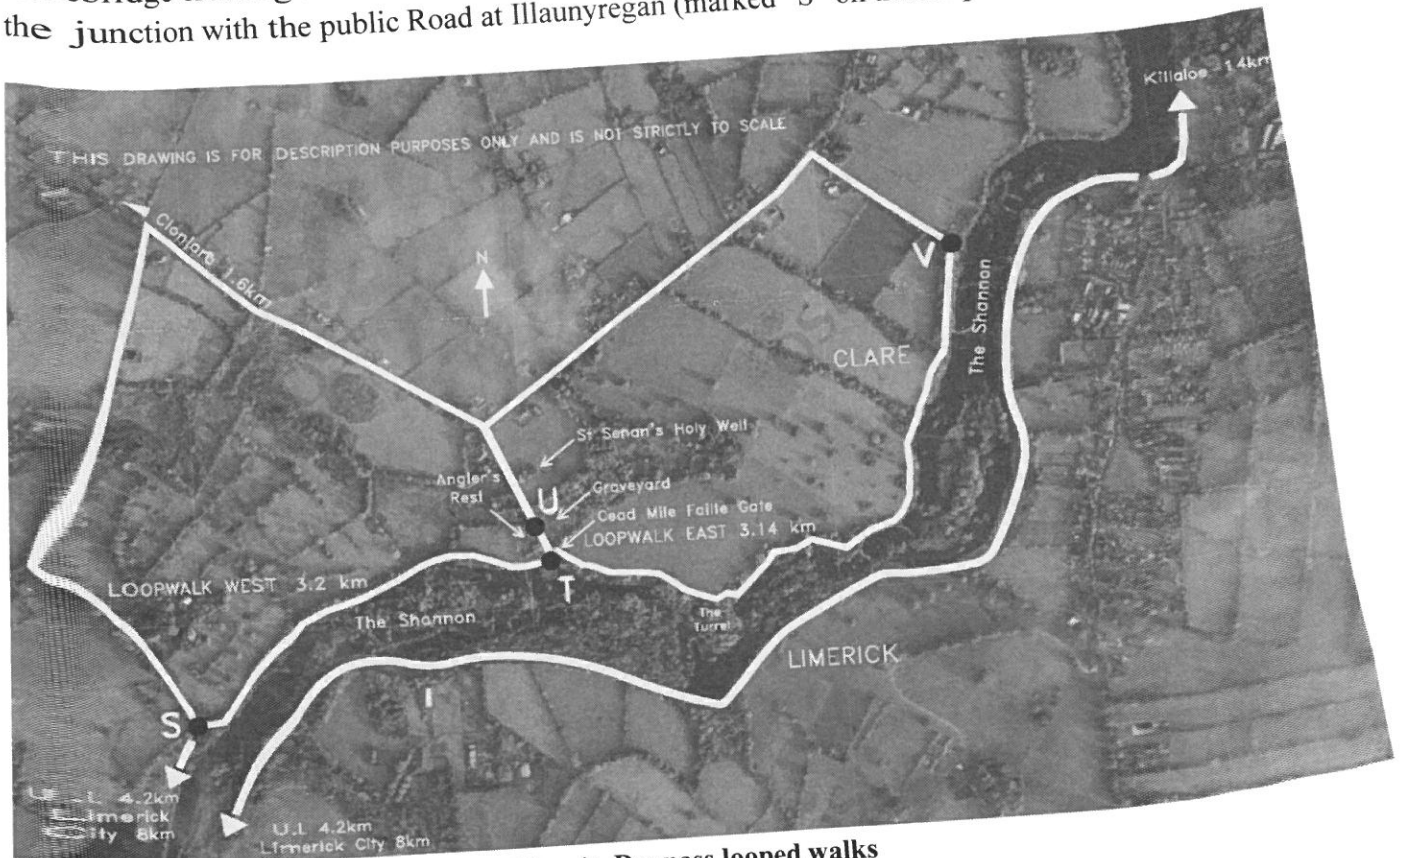 the junction with the public Road at Illaunyregan (marked "S" on
Killaloe 14km
THIS DRAWING IS FOR DESCRIPTION PURPOSES ONLY AND IS NOT STRICTLY TO SCALE
Clonlara 1.6km
N
V
The Shannon
CLARE
St Senan's Holy Well
Angler's
Rest
U
Graveyard
Cead Mile Failte Gate
LOOPWALK EAST 3.14 km
LOOPWALK WEST 3.2 km
T
The Shannon
The
Turret
LIMERICK
S
U.L 4.2km
Limerick
City 8km
U.L 4.2km
Limerick City 8km
looped walks